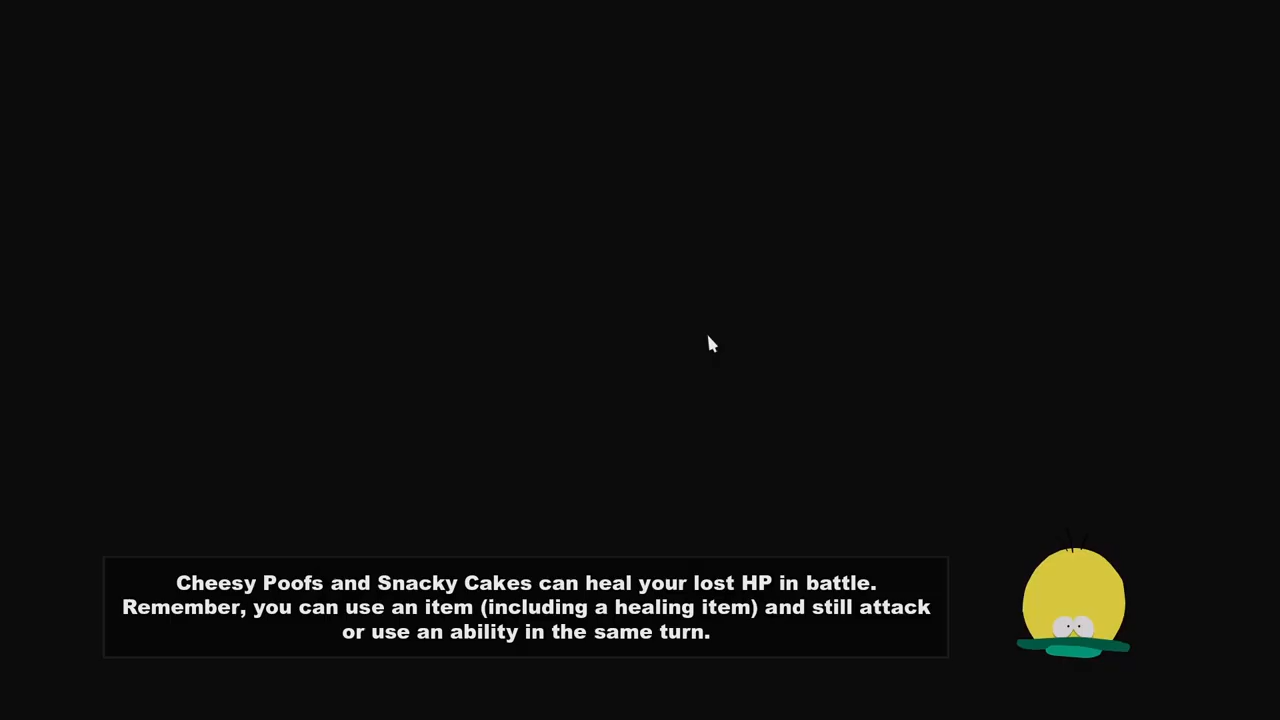 Cheesy Poofs and Snacky Cakes can heal your lost HP in battle.
Remember, you can use an item (including a healing item) and still attack
or use an ability in the same turn.